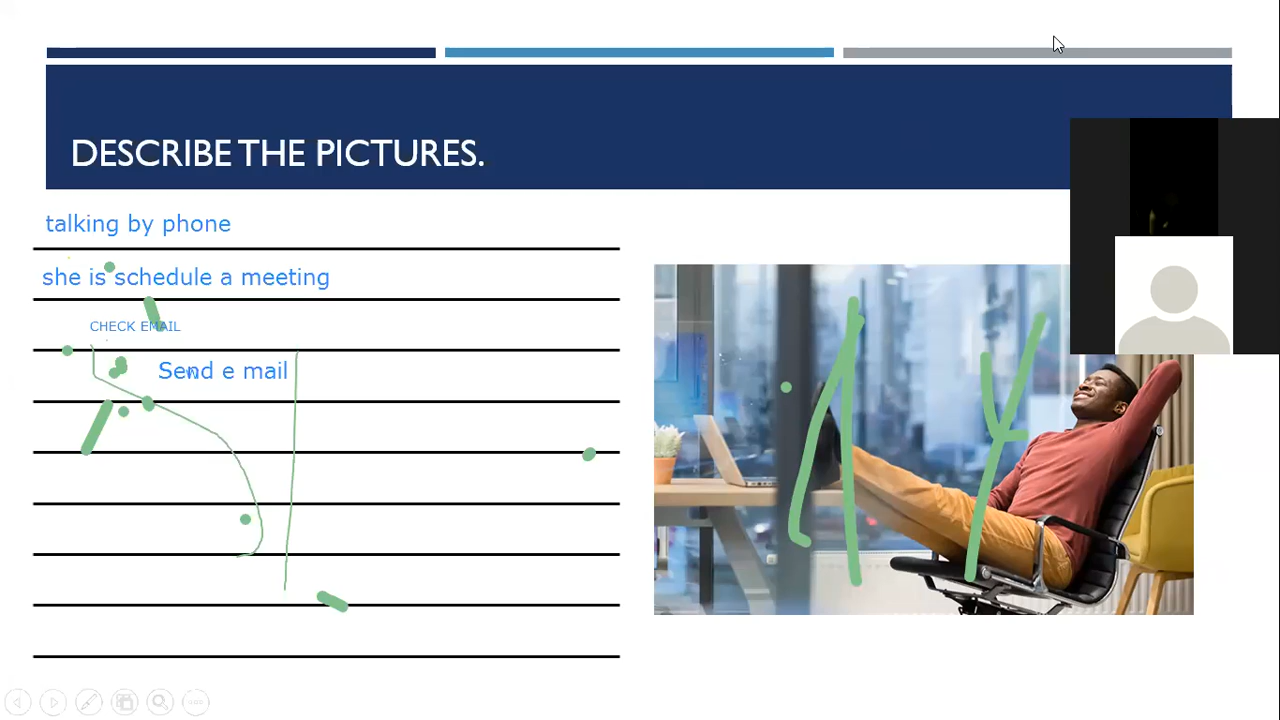 DESCRIBE THE PICTURES.
talking by phone
she is schedule a meeting
CHECK EMAIL
Send e mail